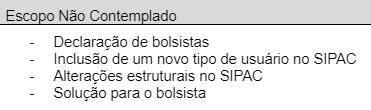 Escopo Não Contemplado
- Declaração de bolsistas
- Inclusão de um novo tipo de usuário no SIPAC
- Alterações estruturais no SIPAC
- Solução para o bolsista